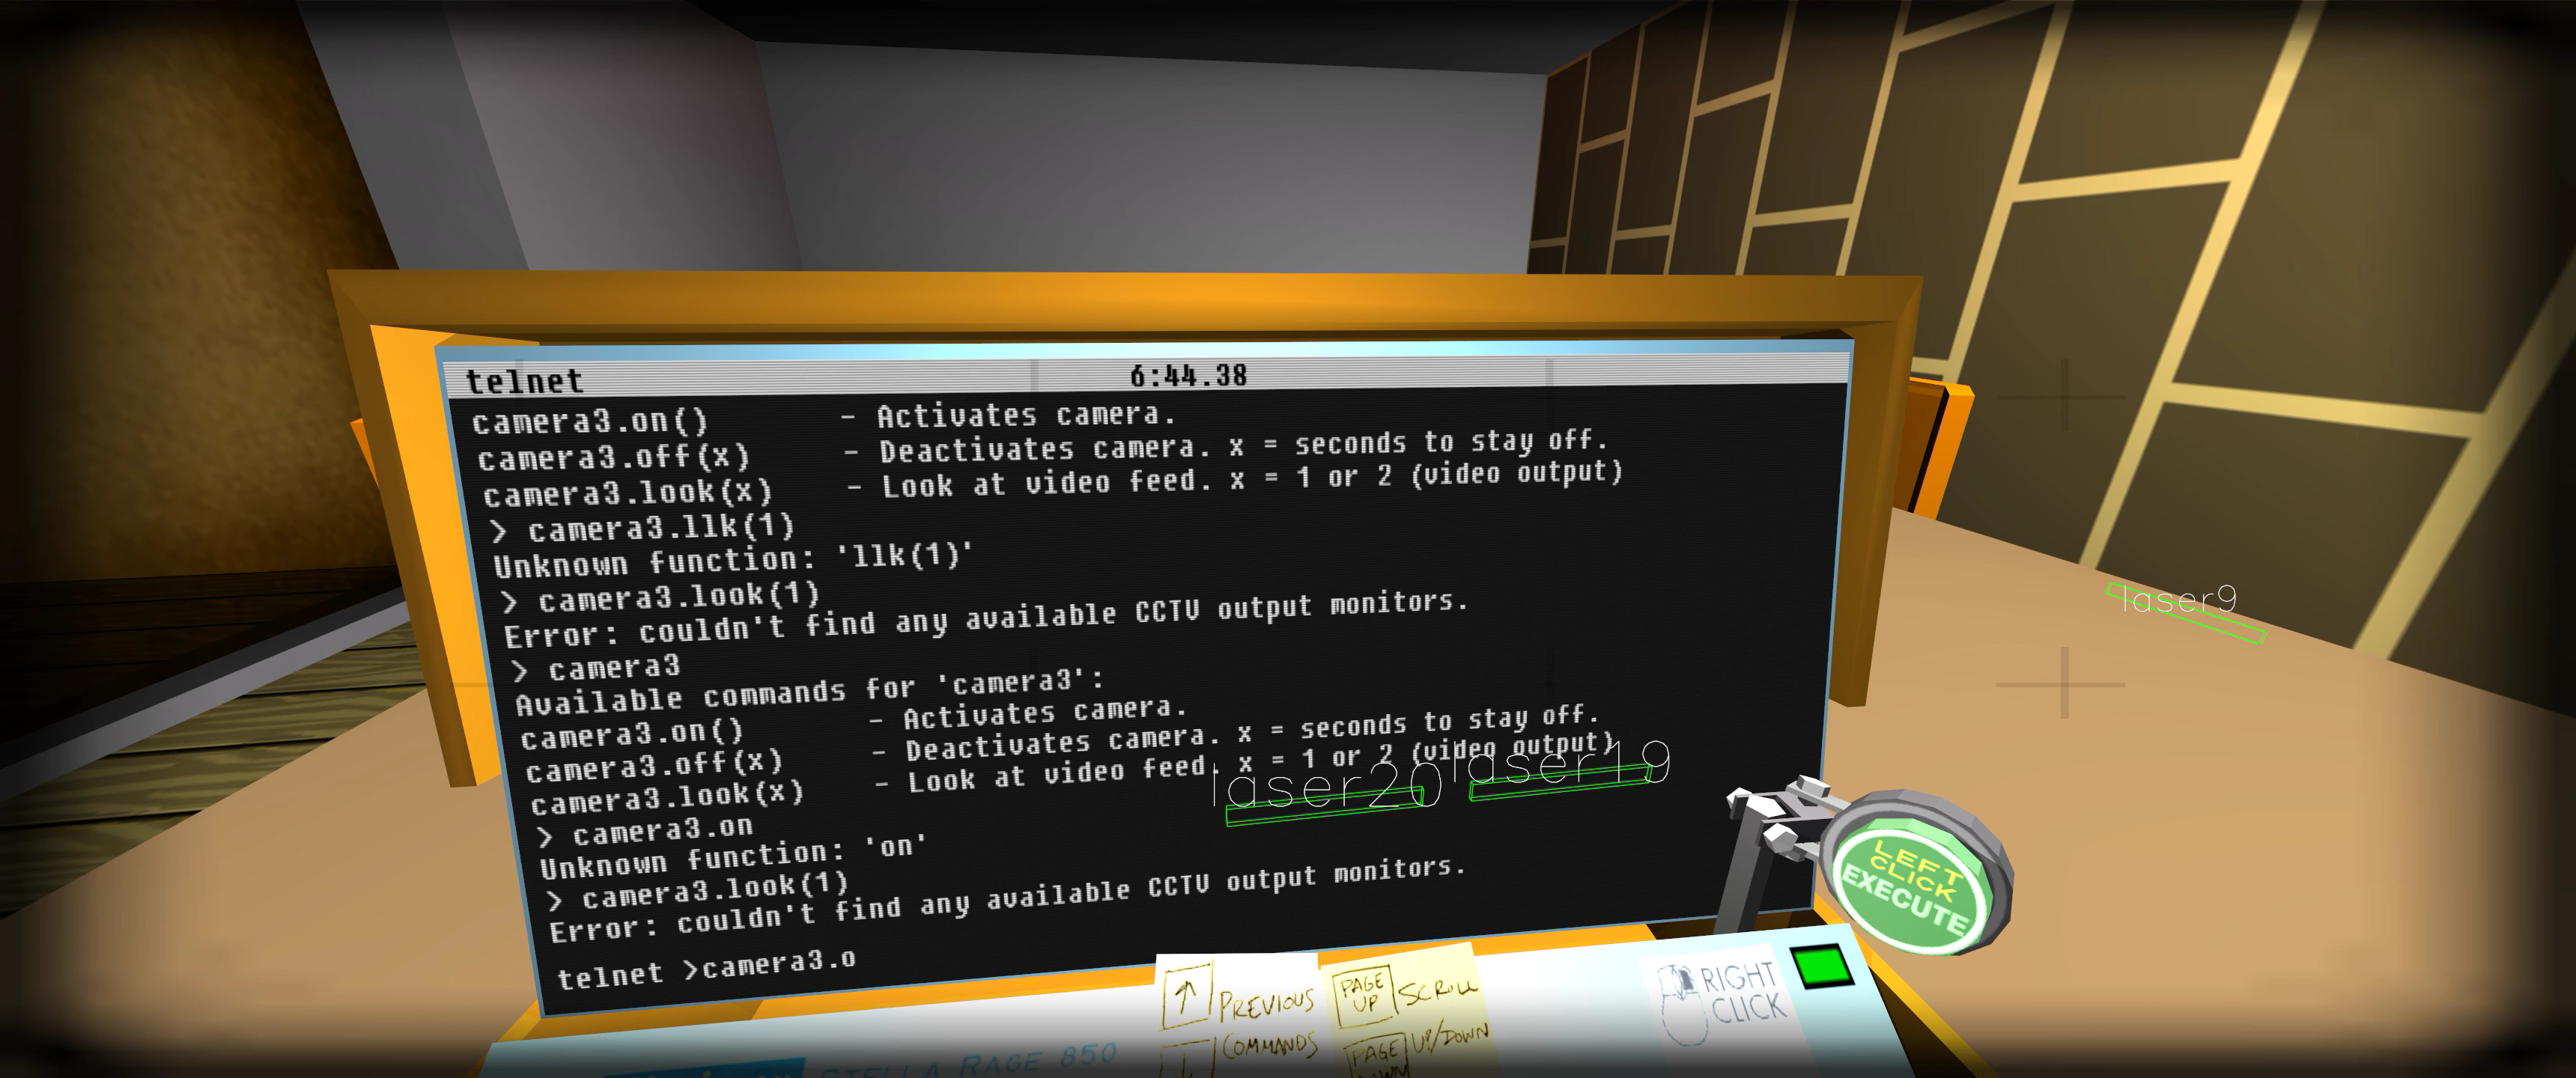 telnet 6:44.38
camera3.on() - Activates camera.
camera3.off(x) - Deactivates camera. x = seconds to stay off.
camera3.look(x) - Look at video feed. x = 1 or 2 (video output)
> camera3.llk(1)
Unknown function: 'llk(1)'
> camera3.look(1)
Error: couldn't find any available CCTV output monitors.
> camera3
Available commands for 'camera3':
camera3.on() - Activates camera.
camera3.off(x) - Deactivates camera. x = seconds to stay off.
camera3.look(x) - Look at video feed. x = 1 or 2 (video output)
> camera3.on
Unknown function: 'on'
> camera3.look(1)
Error: couldn't find any available CCTV output monitors.
telnet >camera3.o
laser9
laser20
laser19
LEFT
CLICK
EXECUTE
↑ PREVIOUS
COMMANDS
PAGE
UP
SCROLL
UP/DOWN
PAGE
RIGHT
CLICK
STELLA RAGE 850